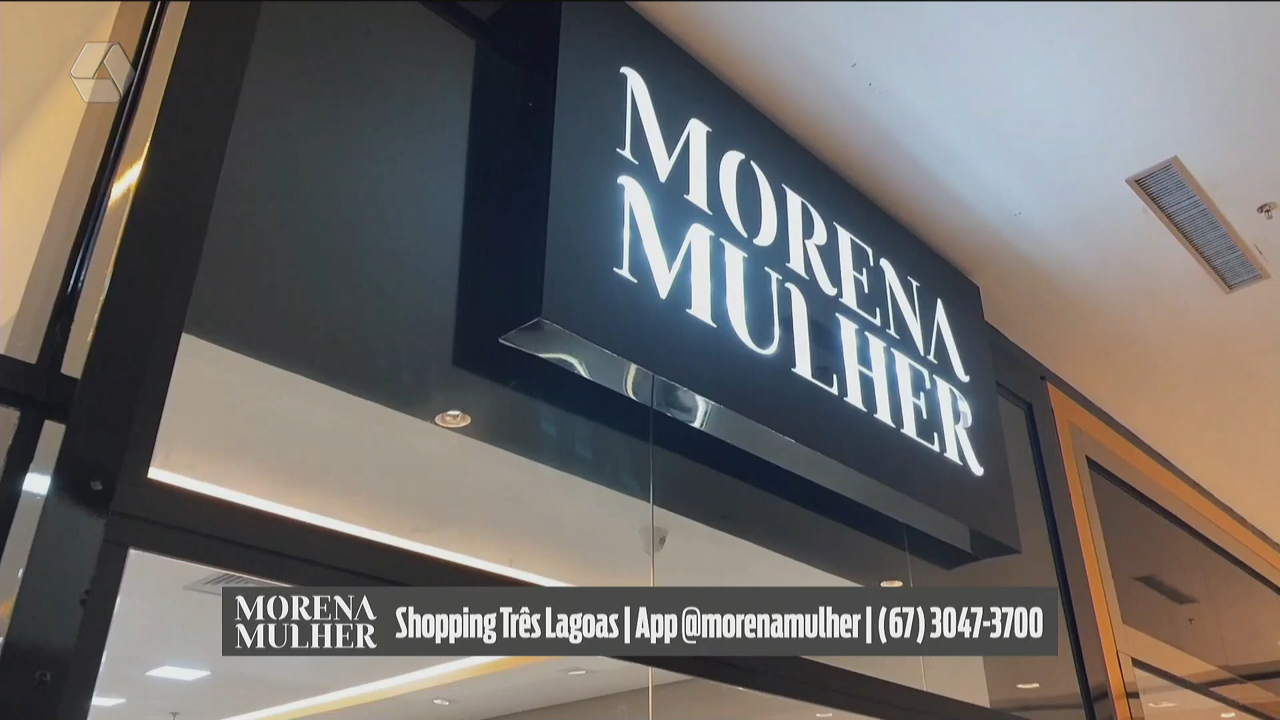 MORENA
MULHER
MORENA
MULHER
Shopping Três Lagoas | App @morenamulher | (67) 3047-3700